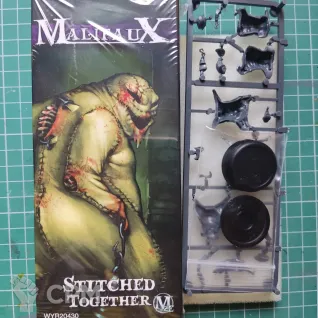 MALIFAUX
STITCHED
TOGETHER
M
WYR20430